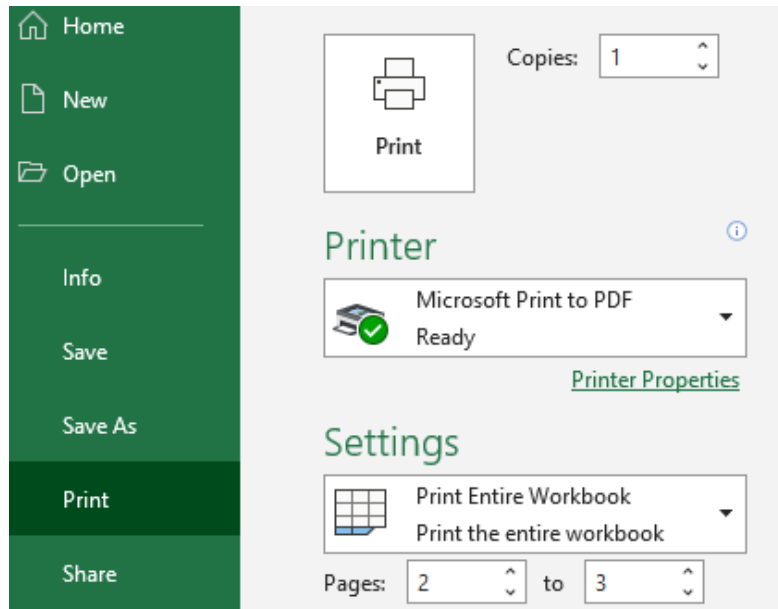 Home
New
Open
Info
Save
Save As
Print
Share
Copies: 1
Print
Printer
Microsoft Print to PDF
Ready
Printer Properties
Settings
Print Entire Workbook
Print the entire workbook
Pages: 2 to 3